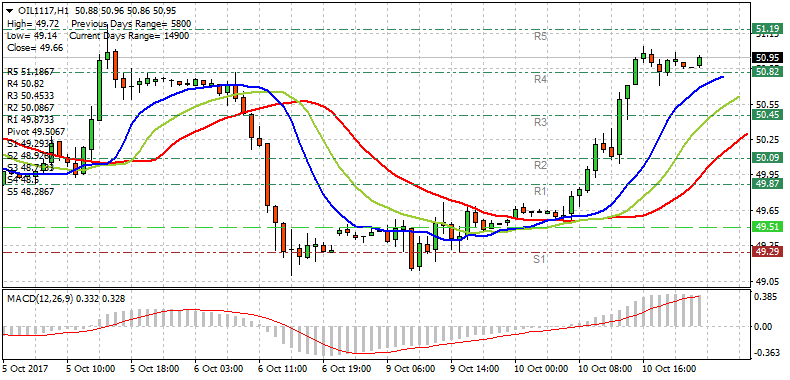 OIL1117,H1 50.88 50.96 50.86 50.95
High= 49.72 Previous Days Range= 5800
Low= 49.14 Current Days Range= 14900
Close= 49.66
R5 51.1867
R4 50.82
R3 50.4533
R2 50.0867
R1 49.8733
Pivot 49.5067
S1 49.2933
S5 48.2867
R5
R4
R3
R2
R1
S1
51.19
50.95
50.82
50.55
50.45
50.25
50.09
49.95
49.87
49.65
49.51
49.29
49.05
MACD(12,26,9) 0.332 0.328
0.385
0.00
-0.363
5 Oct 2017
5 Oct 10:00
5 Oct 18:00
6 Oct 03:00
6 Oct 11:00
6 Oct 19:00
9 Oct 06:00
9 Oct 14:00
10 Oct 00:00
10 Oct 08:00
10 Oct 16:00